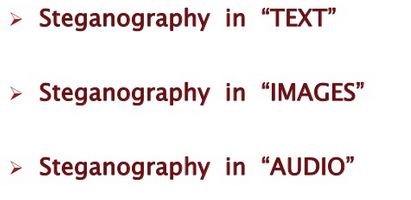 ➢ Steganography in “TEXT”
➢ Steganography in “IMAGES”
➢ Steganography in “AUDIO”